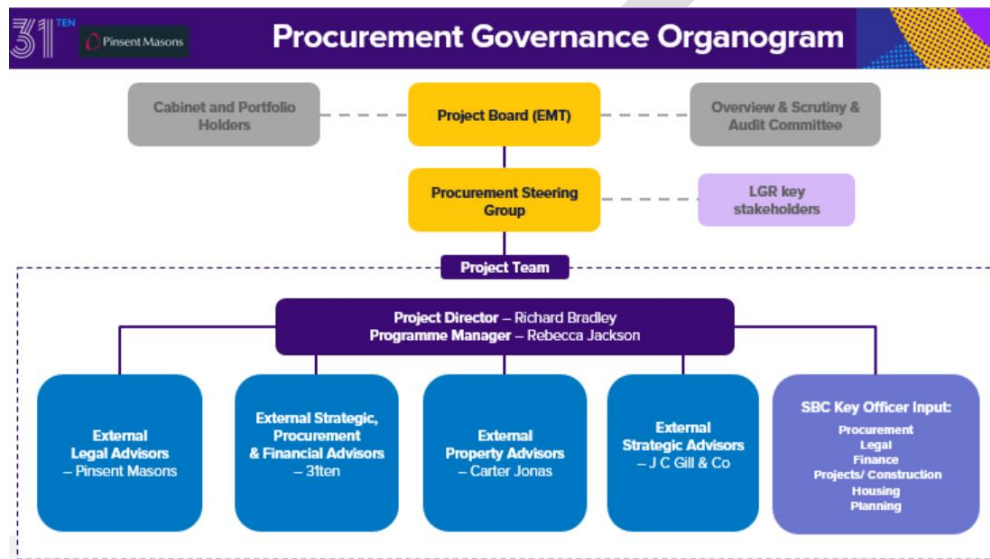 31 TEN
Pinsent Masons
Procurement Governance Organogram
Cabinet and Portfolio
Holders
Project Board (EMT)
Overview & Scrutiny &
Audit Committee
Procurement Steering
Group
LGR key
stakeholders
Project Team
Project Director – Richard Bradley
Programme Manager – Rebecca Jackson
External
Legal Advisors
– Pinsent Masons
External Strategic,
Procurement
& Financial Advisors
– 31ten
External
Property Advisors
– Carter Jonas
External
Strategic Advisors
– J C Gill & Co
SBC Key Officer Input:
Procurement
Legal
Finance
Projects/ Construction
Housing
Planning